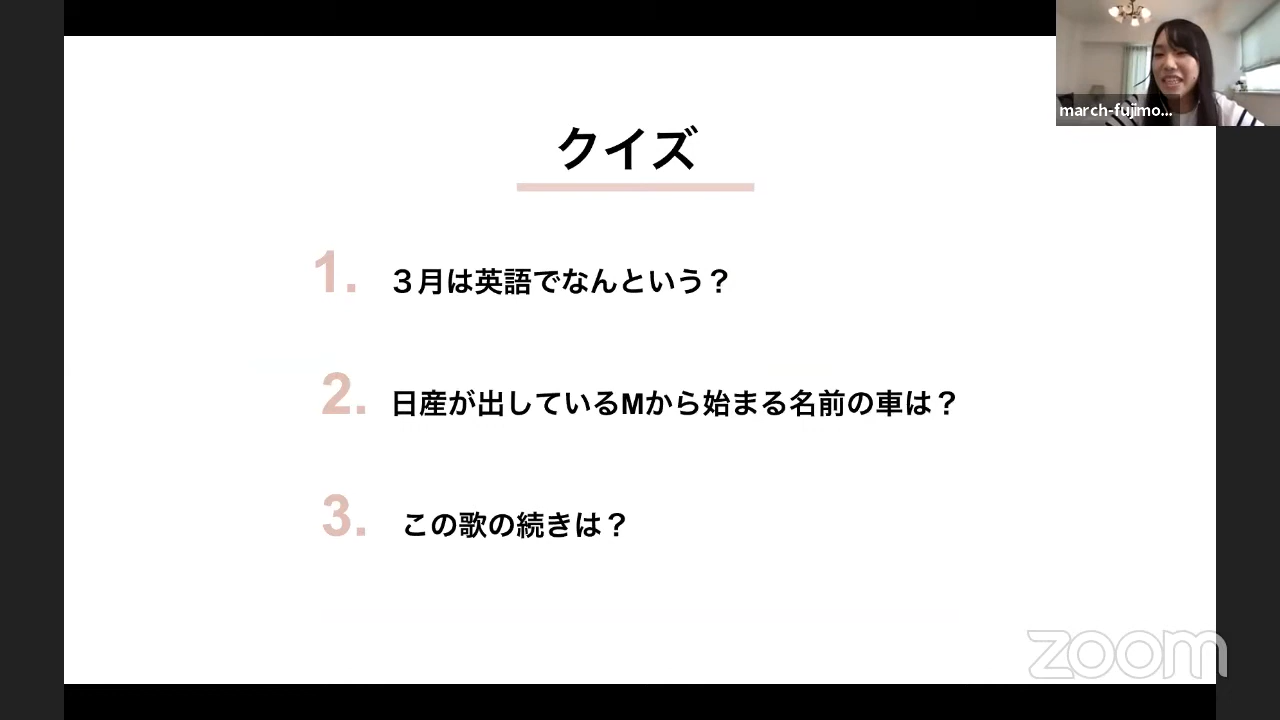 march-fujimo...
クイズ
1. ３月は英語でなんという？
2. 日産が出しているMから始まる名前の車は？
3. この歌の続きは？
zoom